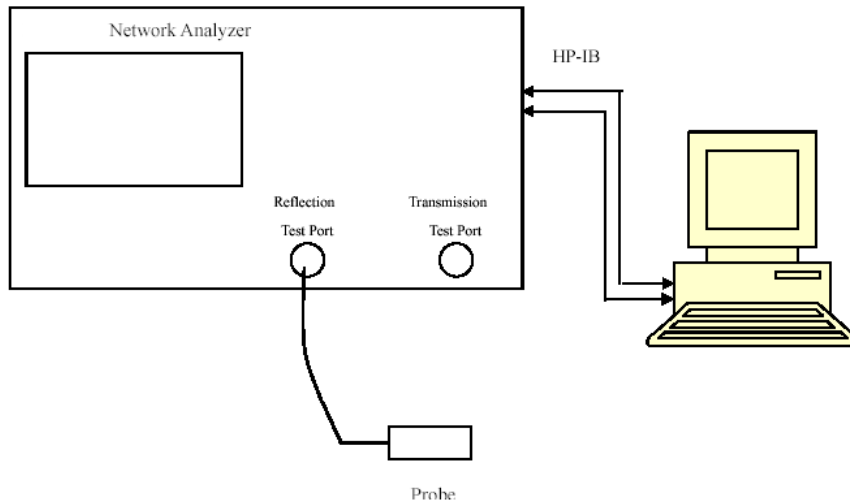 Network Analyzer
HP-IB
Reflection
Test Port
Transmission
Test Port
Probe